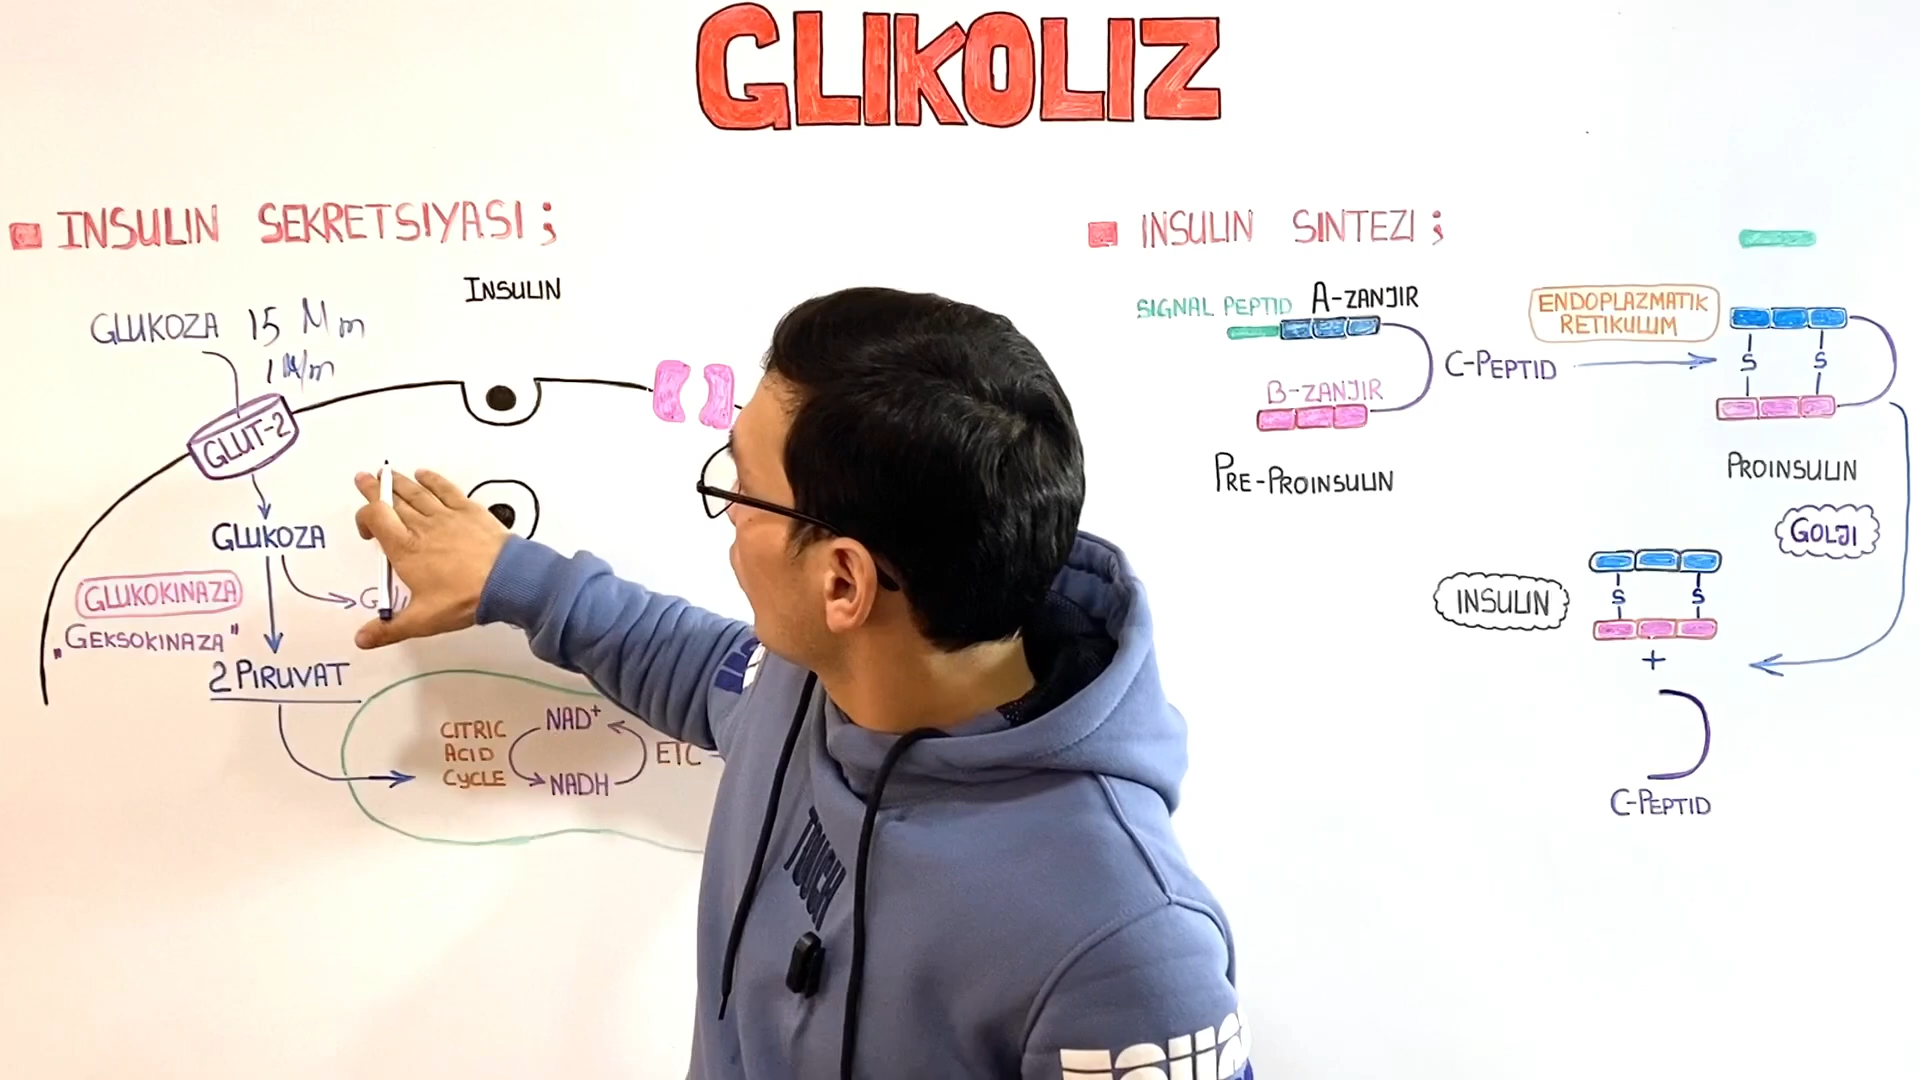 GLIKOLIZ
INSULIN SEKRETSIYASI ;
INSULIN
GLUKOZA 15 Mm
GLUT-2
GLUKOZA
GLUKOKINAZA
„GEKSOKINAZA"
2 PIRUVAT
CITRIC
ACID
CYCLE
NAD+
NADH
ETC
INSULIN SINTEZI ;
SIGNAL PEPTID
A-ZANJIR
B-ZANJIR
C-PEPTID
PRE-PROINSULIN
ENDOPLAZMATIK
RETIKULUM
S S
PROINSULIN
GOLJI
INSULIN
S S
+
C-PEPTID
TOUCH